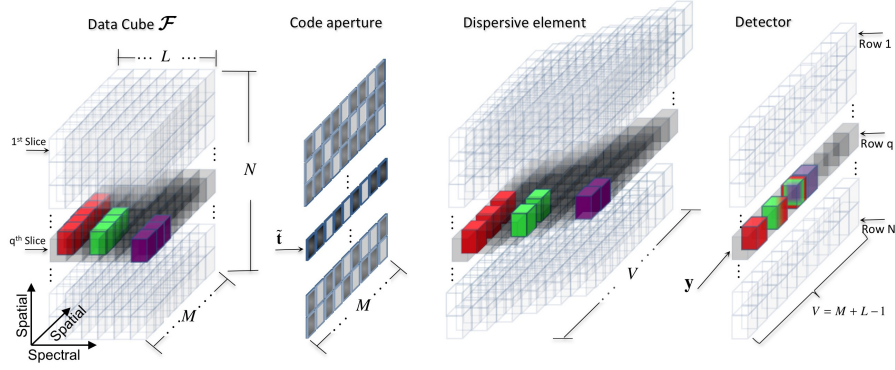 Data Cube 𝓕
Code aperture
Dispersive element
Detector
··· L ···
Row 1
1st Slice
N
Row q
qth Slice
t̃
Row N
V
y
M
M
V = M + L − 1
Spatial
Spatial
Spectral